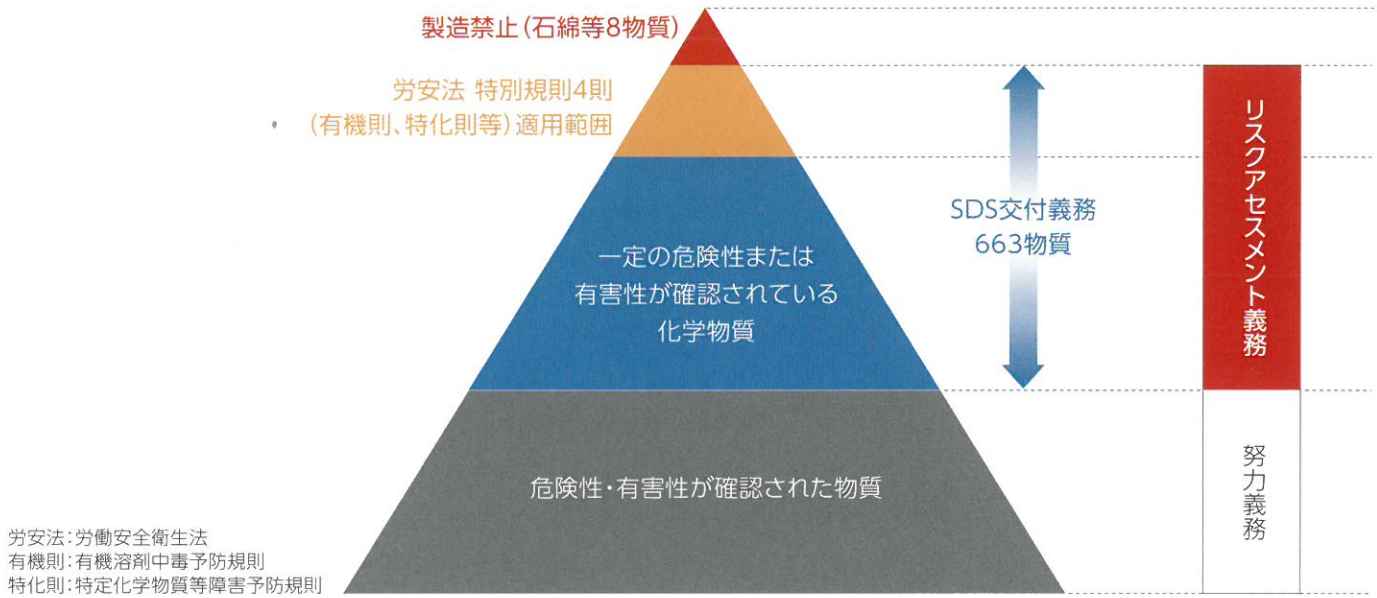 製造禁止(石綿等8物質)
労安法 特別規則4則
(有機則、特化則等)適用範囲
一定の危険性または
有害性が確認されている
化学物質
SDS交付義務
663物質
リスクアセスメント義務
危険性・有害性が確認された物質
努力義務
労安法:労働安全衛生法
有機則:有機溶剤中毒予防規則
特化則:特定化学物質等障害予防規則